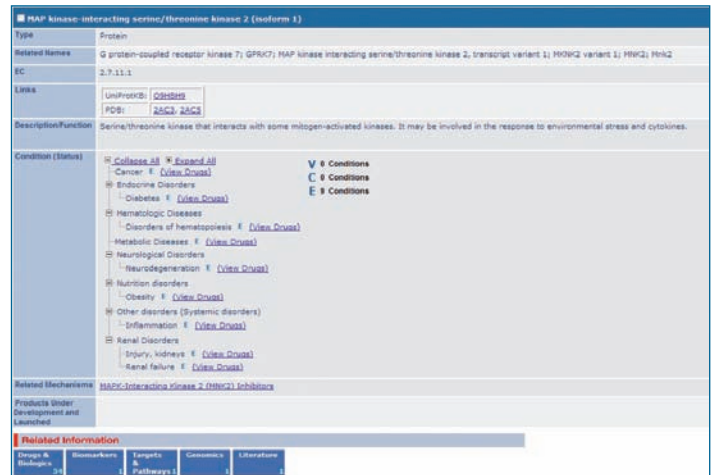 MAP kinase-interacting serine/threonine kinase 2 (isoform 1)
Type Protein
Related Names G protein-coupled receptor kinase 7; GPRK7; MAP kinase interacting serine/threonine kinase 2, transcript variant 1; MKNK2 variant 1; MNK2; Mnk2
EC 2.7.11.1
Links UniProtKB: Q9HBH9
PDB: 2AC3, 2AC5
Description/Function Serine/threonine kinase that interacts with some mitogen-activated kinases. It may be involved in the response to environmental stress and cytokines.
Condition (Status) Collapse All Expand All V 0 Conditions
Cancer E (View Drugs) C 0 Conditions
Endocrine Disorders E 9 Conditions
Diabetes E (View Drugs)
Hematologic Diseases
Disorders of hematopoiesis E (View Drugs)
Metabolic Diseases E (View Drugs)
Neurological Disorders
Neurodegeneration E (View Drugs)
Nutrition disorders
Obesity E (View Drugs)
Other disorders (Systemic disorders)
Inflammation E (View Drugs)
Renal Disorders
Injury, kidneys E (View Drugs)
Renal failure E (View Drugs)
Related Mechanisms MAPK-Interacting Kinase 2 (MNK2) Inhibitors
Products Under
Development and
Launched
Related Information
Drugs & Biomarkers Targets Genomics Literature
Biologics &
34 1 Pathways 1 1 1